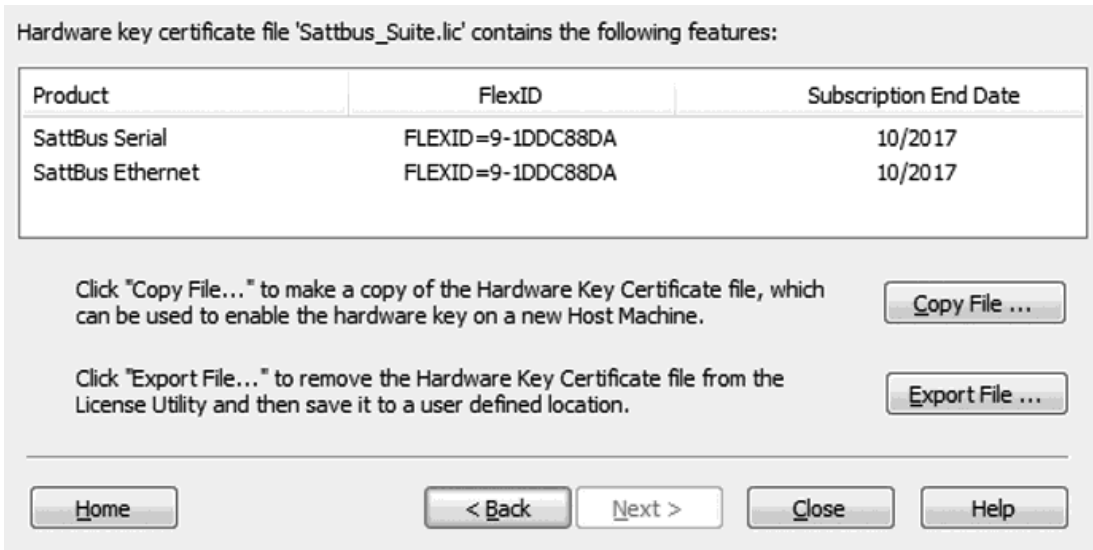 Hardware key certificate file 'Sattbus_Suite.lic' contains the following features:
Product FlexID Subscription End Date
SattBus Serial FLEXID=9-1DDC88DA 10/2017
SattBus Ethernet FLEXID=9-1DDC88DA 10/2017
Click "Copy File..." to make a copy of the Hardware Key Certificate file, which
can be used to enable the hardware key on a new Host Machine.
Copy File ...
Click "Export File..." to remove the Hardware Key Certificate file from the
License Utility and then save it to a user defined location.
Export File ...
Home < Back Next > Close Help